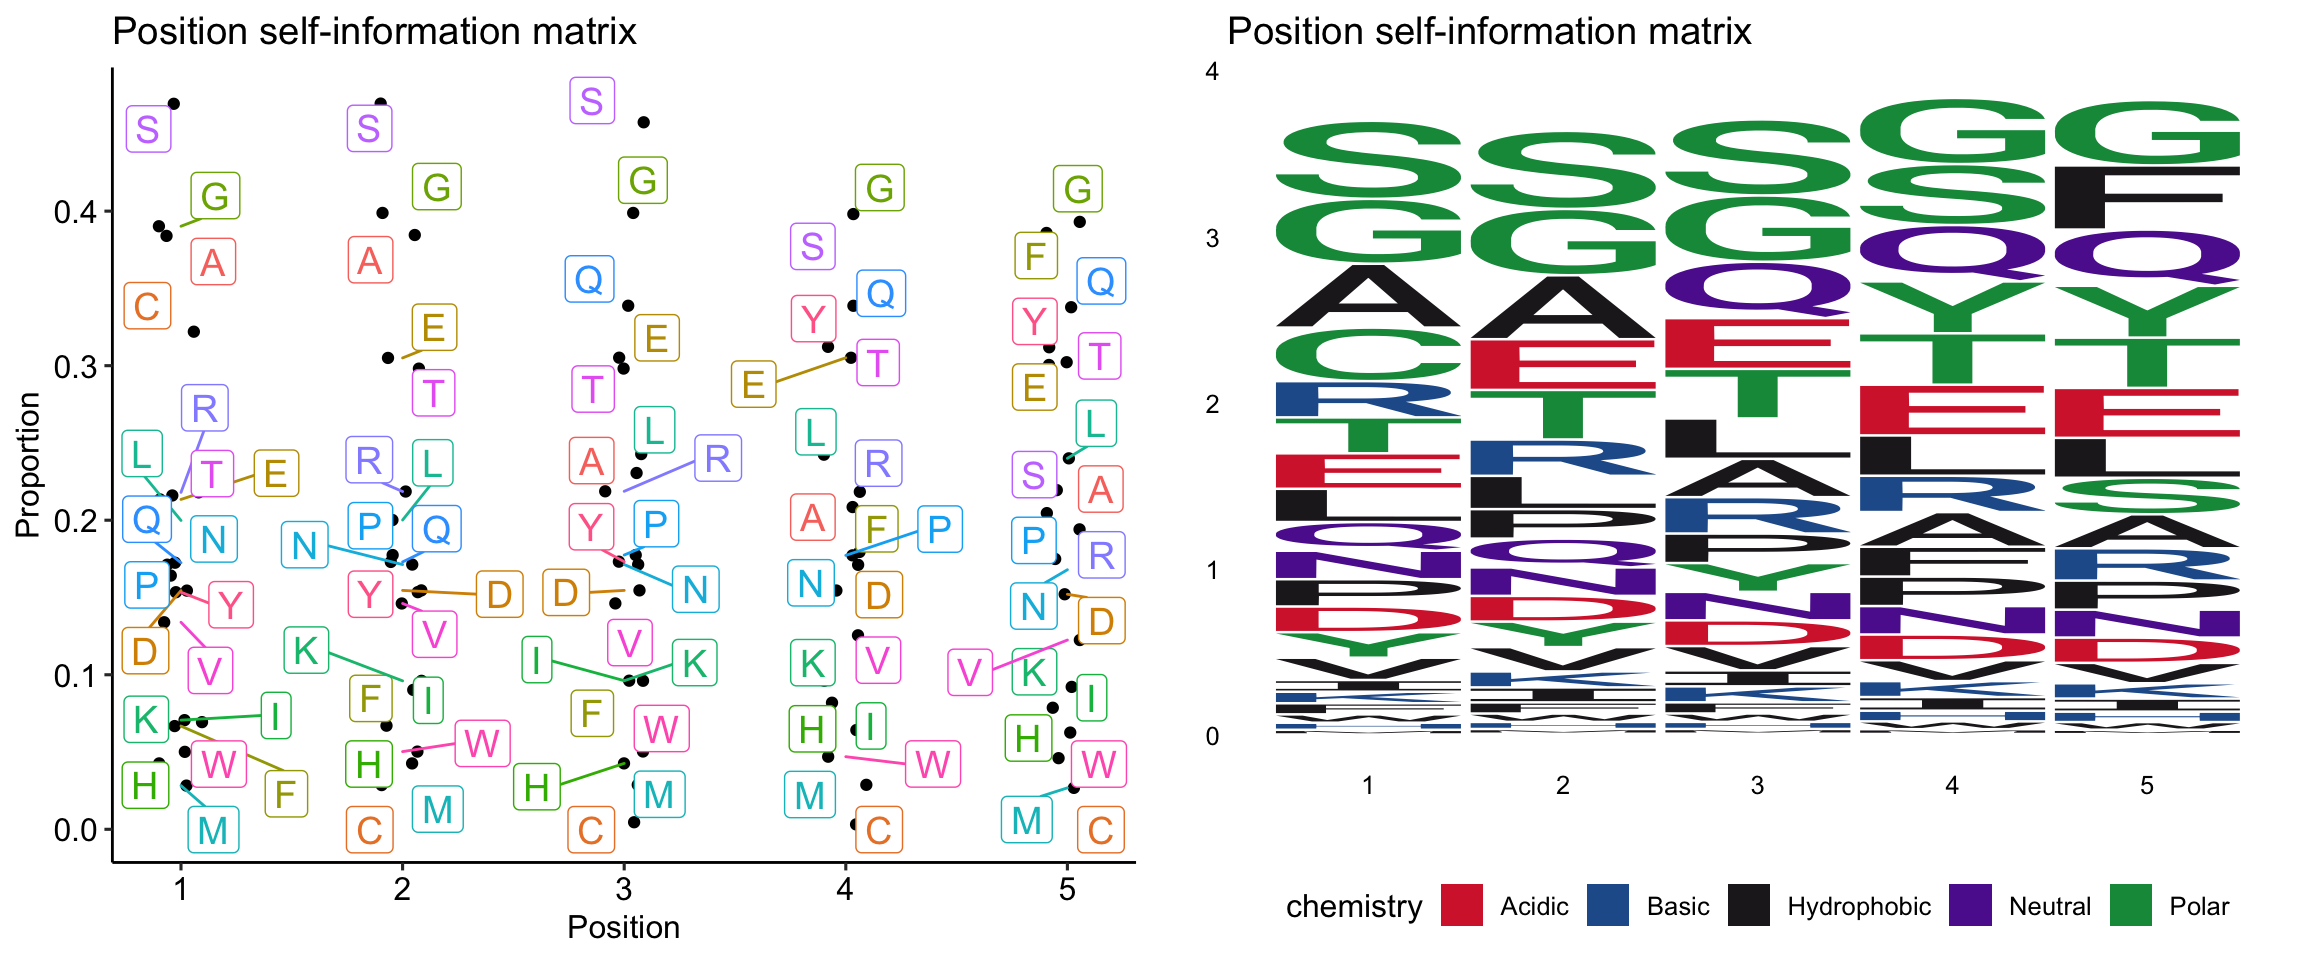 Position self-information matrix
Proportion
0.4
0.3
0.2
0.1
0.0
S
G
A
C
R
L
T
E
Q
N
P
Y
D
V
K
I
W
H
F
M
S
G
A
E
T
R
L
P
Q
N
Y
D
V
K
F
I
W
H
M
C
S
G
Q
E
T
L
A
R
Y
P
D
N
V
I
K
F
W
H
M
C
G
S
Q
Y
T
E
L
R
A
F
P
N
D
K
V
H
I
W
M
C
G
F
Q
Y
T
E
L
S
A
P
R
N
D
V
K
I
H
W
M
C
1 2 3 4 5
Position
Position self-information matrix
4
3
2
1
0
S
G
A
C
R
T
E
L
Q
N
P
D
Y
V
I
K
F
W
H
M
S
G
A
E
T
R
L
P
Q
N
D
Y
V
K
I
F
W
H
M
S
G
Q
E
T
L
A
R
P
Y
N
D
V
I
K
F
W
H
M
G
S
Q
Y
T
E
L
R
A
F
P
N
D
V
K
I
H
W
M
G
F
Q
Y
T
E
L
S
A
R
P
N
D
V
K
I
H
W
M
1 2 3 4 5
chemistry Acidic Basic Hydrophobic Neutral Polar